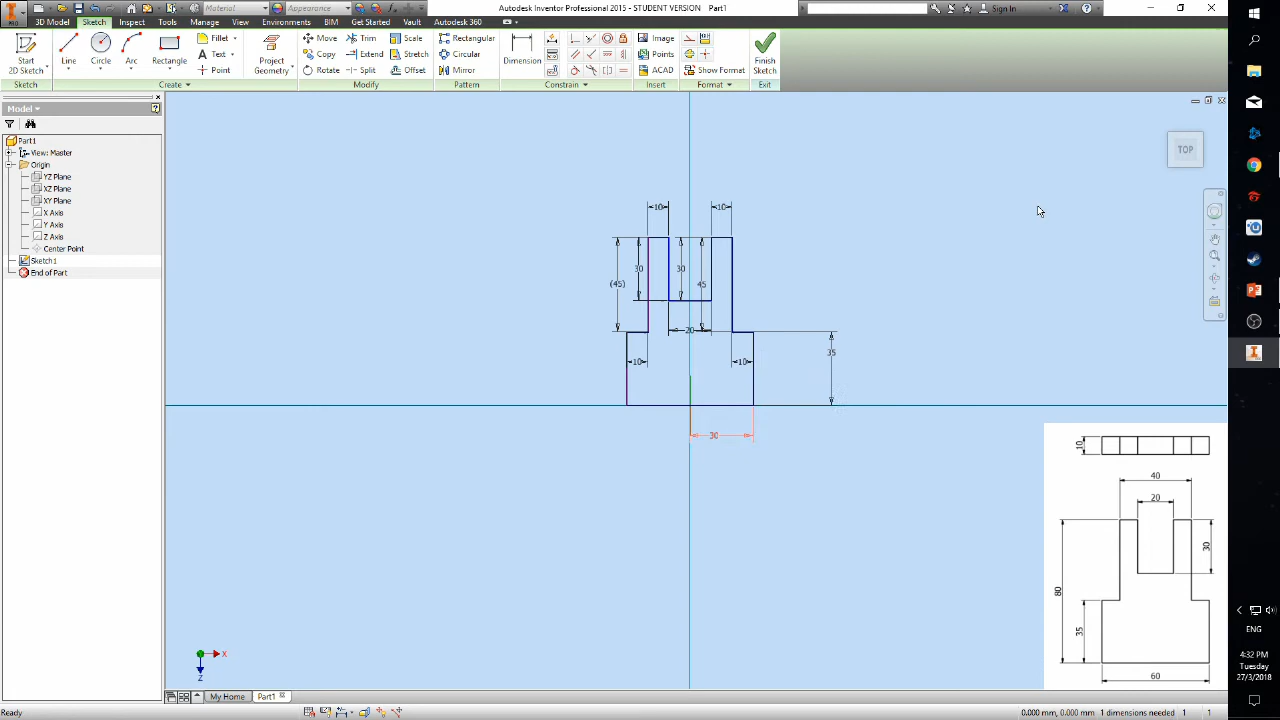 Autodesk Inventor Professional 2015 - STUDENT VERSION Part1
Material
Appearance
Sign In
PRO
3D Model Sketch Inspect Tools Manage View Environments BIM Get Started Vault Autodesk 360
Start 2D Sketch
Line
Circle
Arc
Rectangle
Fillet
Text
Point
Project Geometry
Move
Copy
Rotate
Trim
Extend
Split
Scale
Stretch
Offset
Rectangular
Circular
Mirror
Dimension
Image
Points
ACAD
Show Format
Finish Sketch
Sketch Create Modify Pattern Constrain Insert Format Exit
Model
Part1
View: Master
Origin
YZ Plane
XZ Plane
XY Plane
X Axis
Y Axis
Z Axis
Center Point
Sketch1
End of Part
TOP
10 10
30 30
(45) 45
20
10 10
35
30
10
40
20
30
80
35
60
X
Z
My Home Part1
Ready
0.000 mm, 0.000 mm 1 dimensions needed 1 1
ENG
4:32 PM
Tuesday
27/3/2018